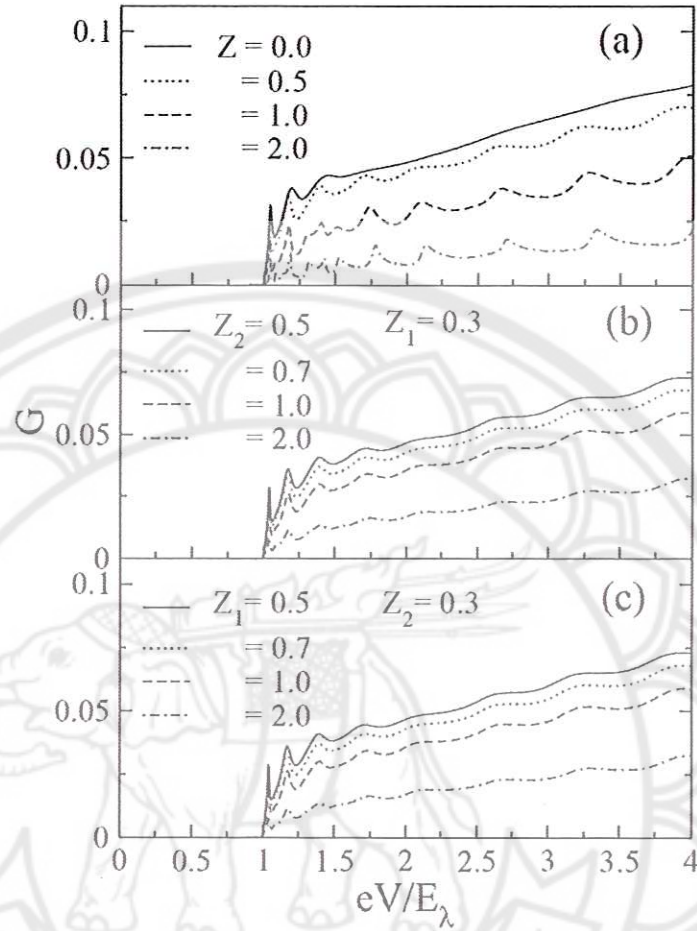 0.1
(a)
Z = 0.0
= 0.5
= 1.0
= 2.0
0.05
0
0.1
(b)
Z₂= 0.5 Z₁= 0.3
= 0.7
= 1.0
= 2.0
G
0.05
0
0.1
(c)
Z₁= 0.5 Z₂= 0.3
= 0.7
= 1.0
= 2.0
0.05
0
0 0.5 1 1.5 2 2.5 3 3.5 4
eV/E_λ